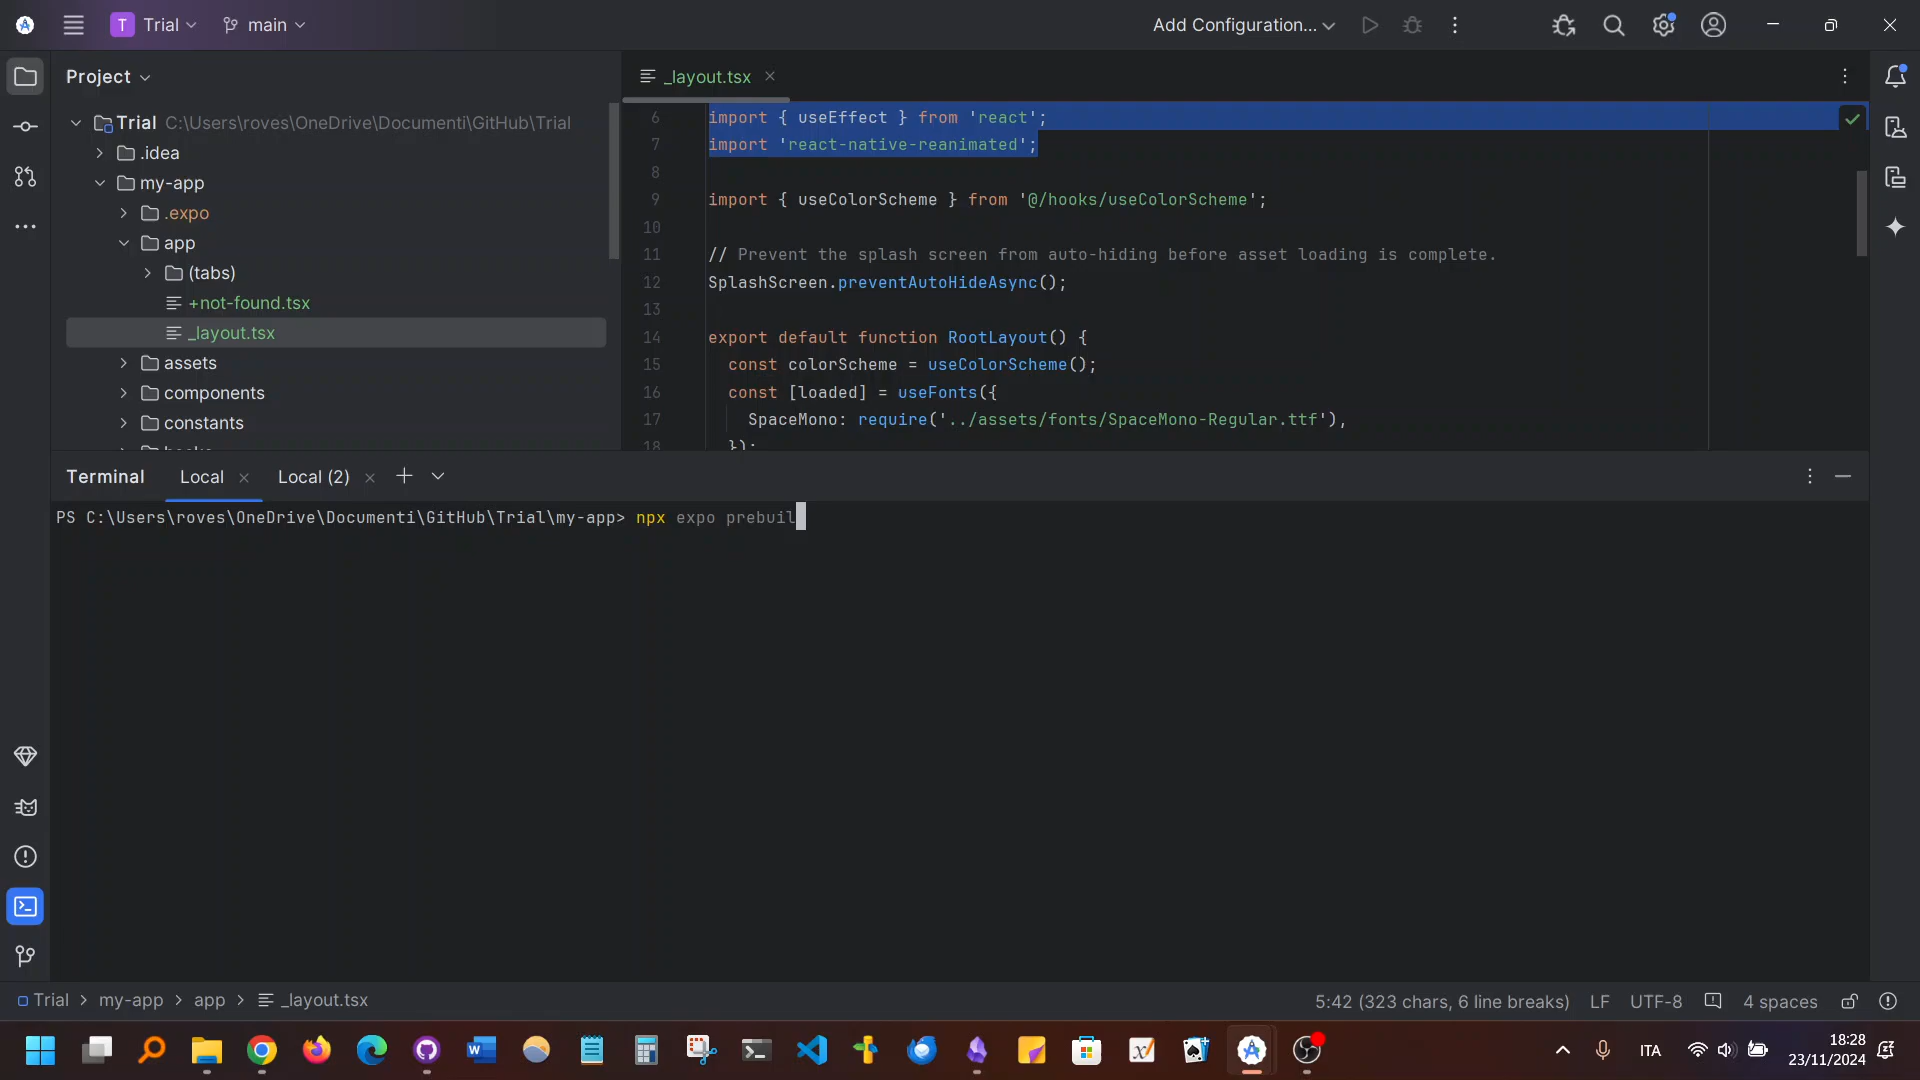 T Trial main Add Configuration...
Project
_layout.tsx
Trial C:\Users\roves\OneDrive\Documenti\GitHub\Trial
.idea
my-app
.expo
app
(tabs)
+not-found.tsx
_layout.tsx
assets
components
constants
6 import { useEffect } from 'react';
7 import 'react-native-reanimated';
8
9 import { useColorScheme } from '@/hooks/useColorScheme';
10
11 // Prevent the splash screen from auto-hiding before asset loading is complete.
12 SplashScreen.preventAutoHideAsync();
13
14 export default function RootLayout() {
15 const colorScheme = useColorScheme();
16 const [loaded] = useFonts({
17 SpaceMono: require('../assets/fonts/SpaceMono-Regular.ttf'),
18 });
Terminal Local Local (2)
PS C:\Users\roves\OneDrive\Documenti\GitHub\Trial\my-app> npx expo prebuil
Trial > my-app > app > _layout.tsx
5:42 (323 chars, 6 line breaks) LF UTF-8 4 spaces
ITA
18:28
23/11/2024